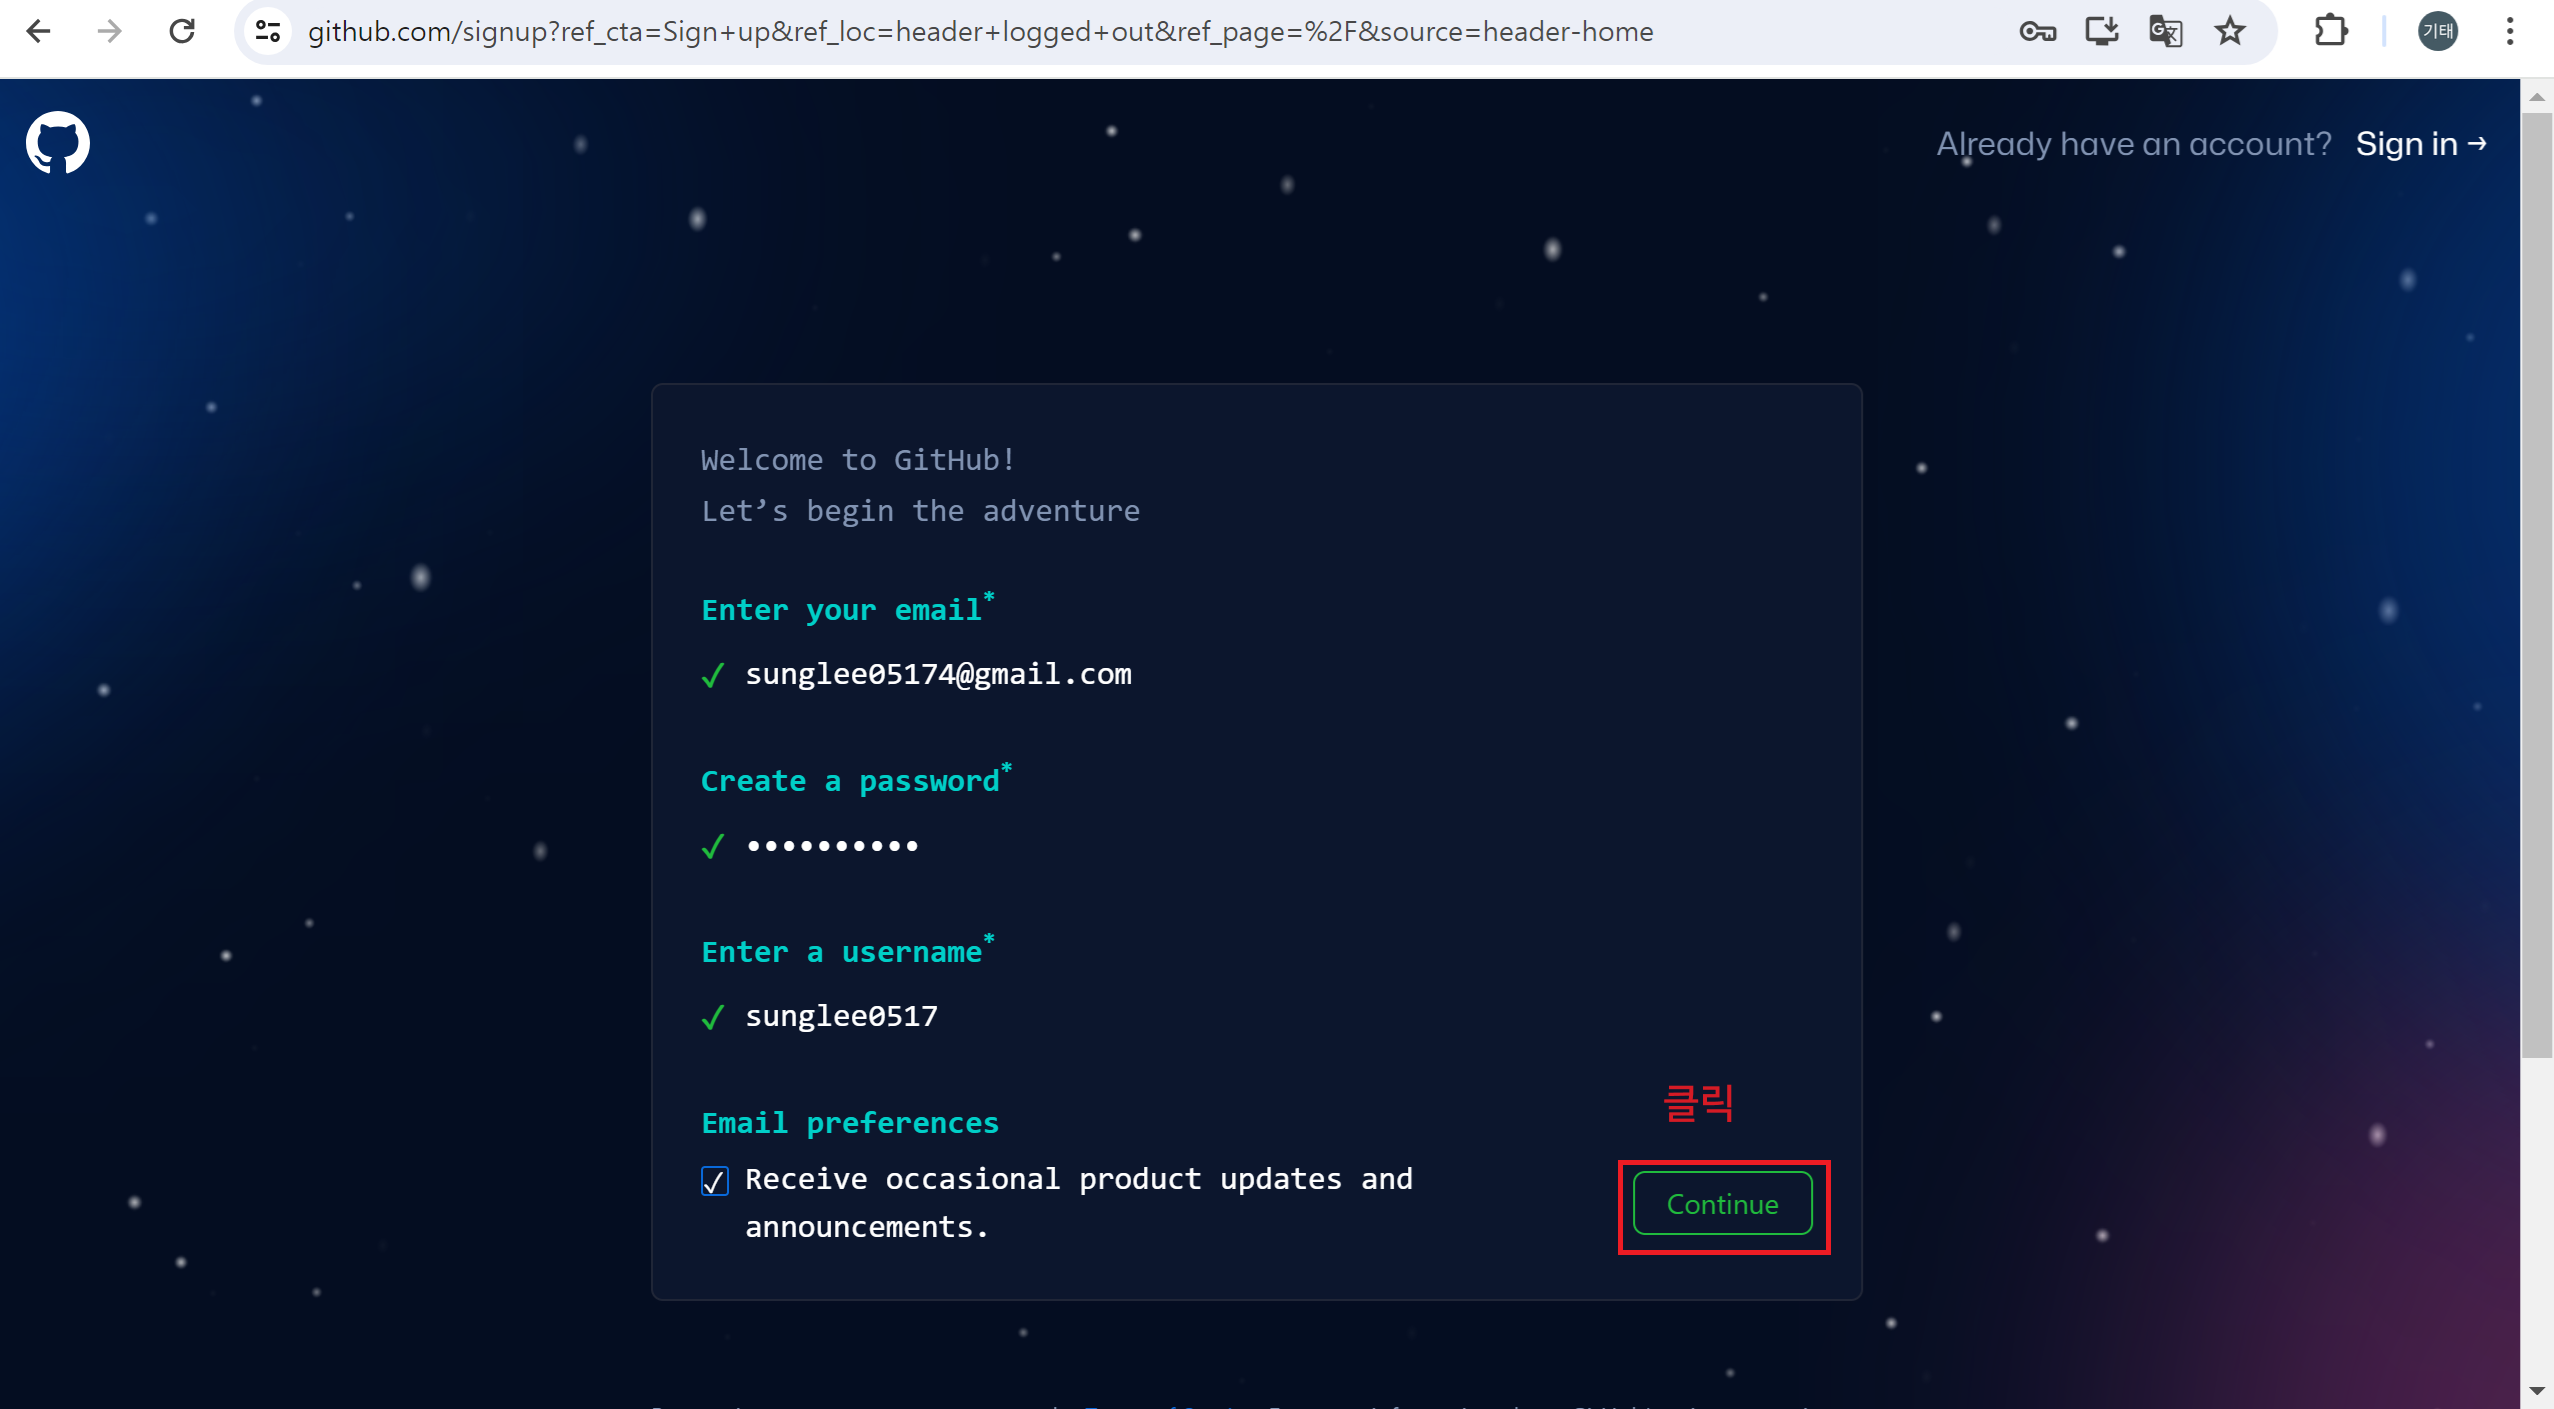 github.com/signup?ref_cta=Sign+up&ref_loc=header+logged+out&ref_page=%2F&source=header-home
기태
Already have an account? Sign in →
Welcome to GitHub!
Let’s begin the adventure
Enter your email*
✓ sunglee05174@gmail.com
Create a password*
✓ ••••••••••
Enter a username*
✓ sunglee0517
클릭
Email preferences
✓ Receive occasional product updates and
announcements.
Continue